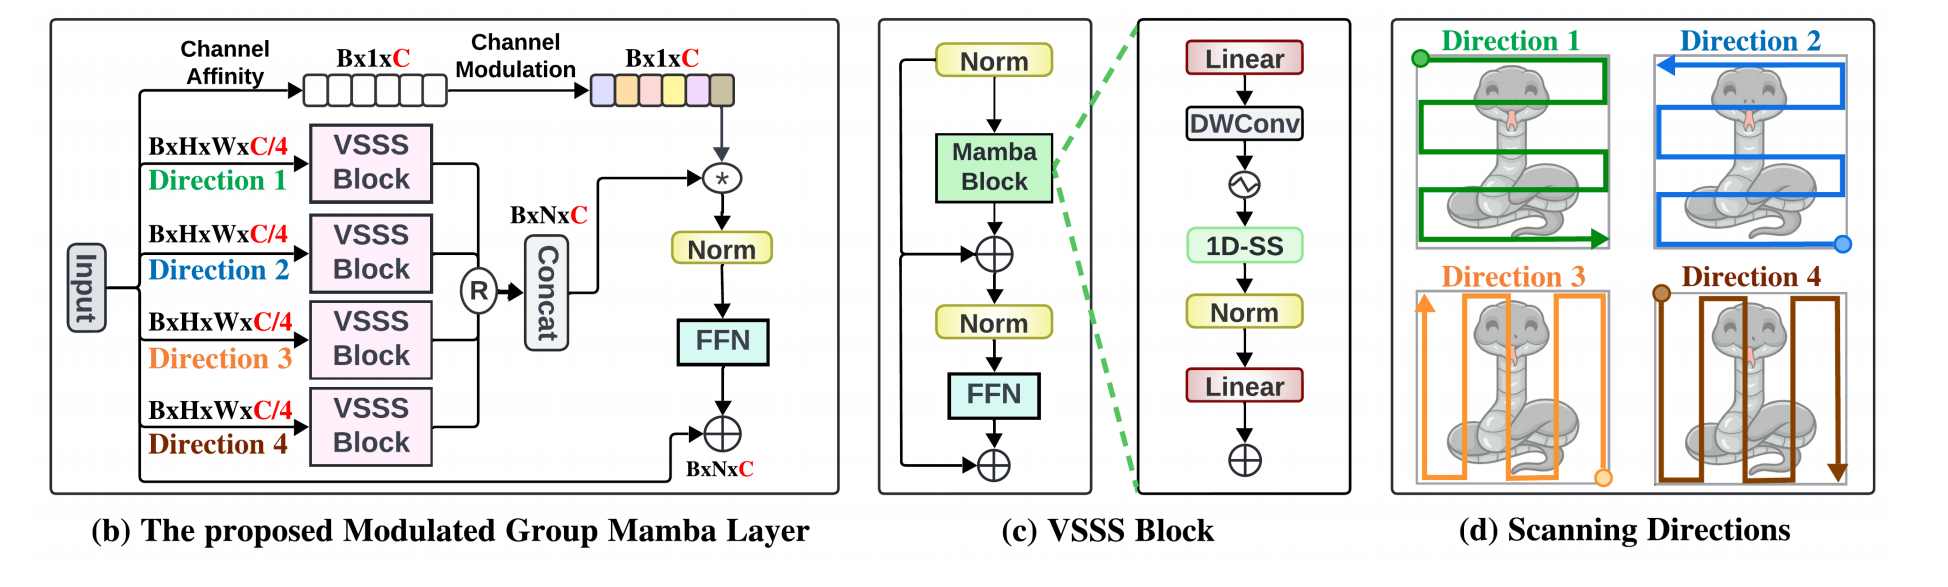 Channel
Affinity
Bx1xC
Channel
Modulation
Bx1xC
Input
BxHxWxC/4
Direction 1
VSSS
Block
BxHxWxC/4
Direction 2
VSSS
Block
BxHxWxC/4
Direction 3
VSSS
Block
BxHxWxC/4
Direction 4
VSSS
Block
R
BxNxC
Concat
*
Norm
FFN
BxNxC
(b) The proposed Modulated Group Mamba Layer
Norm
Mamba
Block
Norm
FFN
Linear
DWConv
1D-SS
Norm
Linear
(c) VSSS Block
Direction 1
Direction 2
Direction 3
Direction 4
(d) Scanning Directions